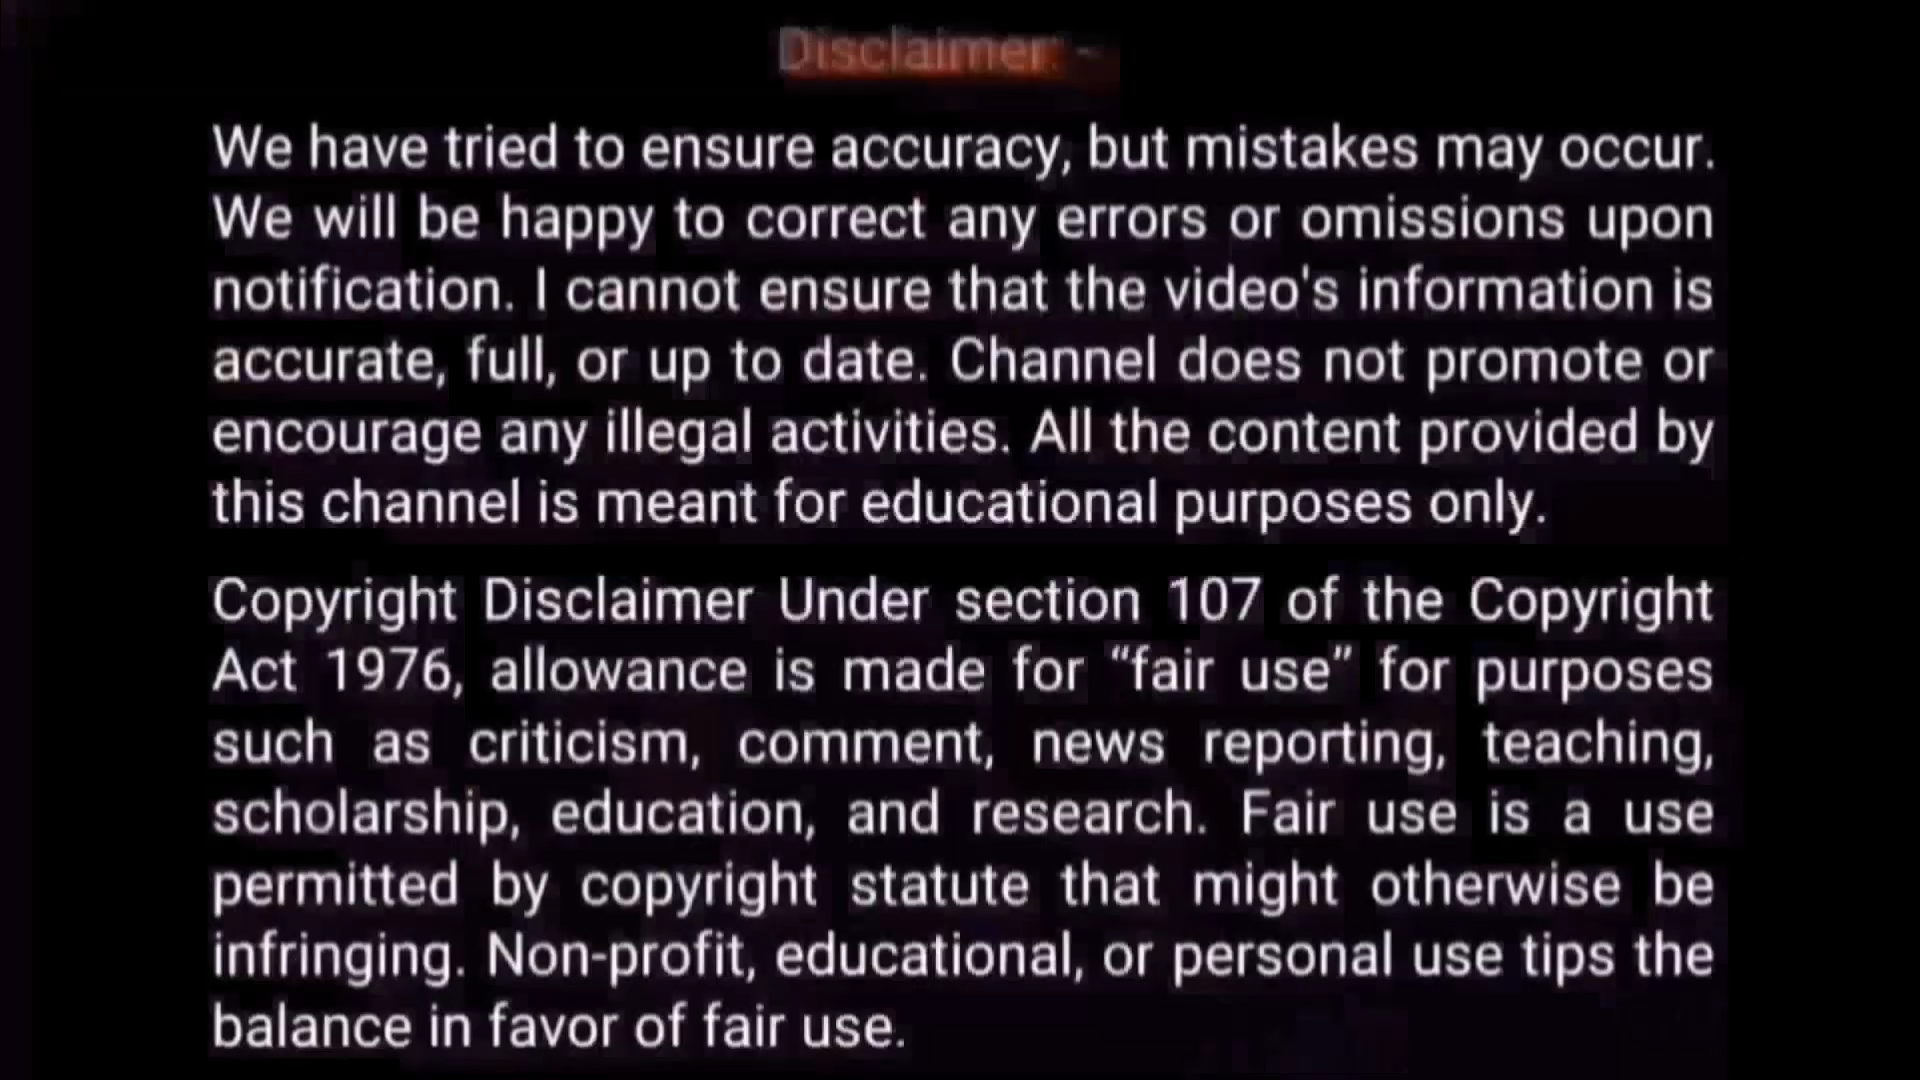 Disclaimer: -
We have tried to ensure accuracy, but mistakes may occur.
We will be happy to correct any errors or omissions upon
notification. I cannot ensure that the video's information is
accurate, full, or up to date. Channel does not promote or
encourage any illegal activities. All the content provided by
this channel is meant for educational purposes only.
Copyright Disclaimer Under section 107 of the Copyright
Act 1976, allowance is made for “fair use” for purposes
such as criticism, comment, news reporting, teaching,
scholarship, education, and research. Fair use is a use
permitted by copyright statute that might otherwise be
infringing. Non-profit, educational, or personal use tips the
balance in favor of fair use.